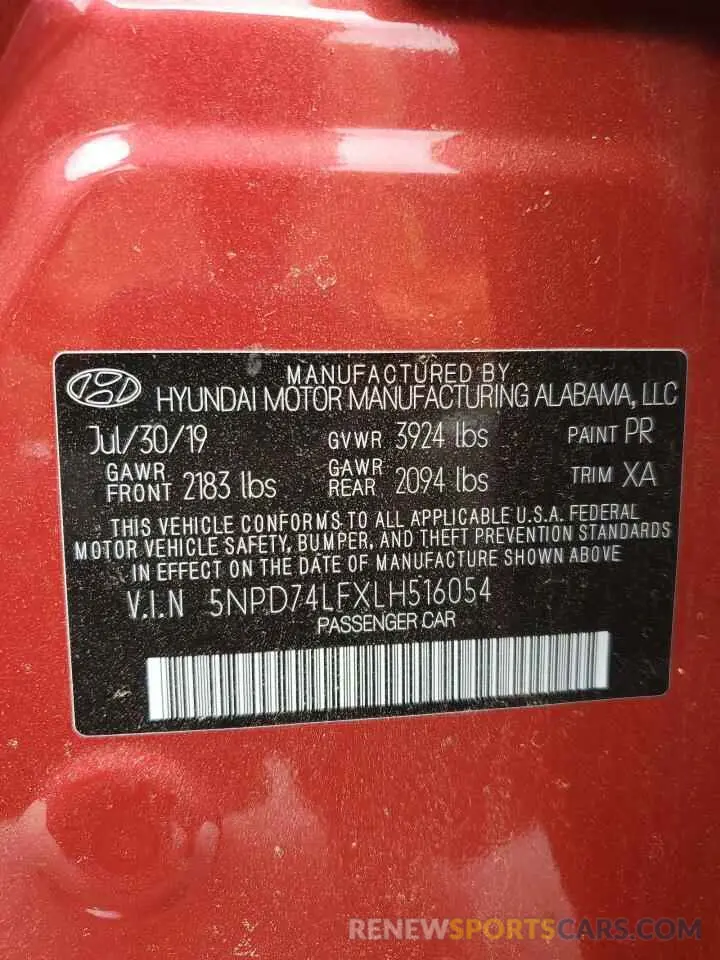 MANUFACTURED BY
HYUNDAI MOTOR MANUFACTURING ALABAMA, LLC
Jul/30/19 GVWR 3924 lbs PAINT PR
GAWR FRONT 2183 lbs GAWR REAR 2094 lbs TRIM XA
THIS VEHICLE CONFORMS TO ALL APPLICABLE U.S.A. FEDERAL
MOTOR VEHICLE SAFETY, BUMPER, AND THEFT PREVENTION STANDARDS
IN EFFECT ON THE DATE OF MANUFACTURE SHOWN ABOVE
V.I.N 5NPD74LFXLH516054
PASSENGER CAR
RENEWSPORTSCARS.COM